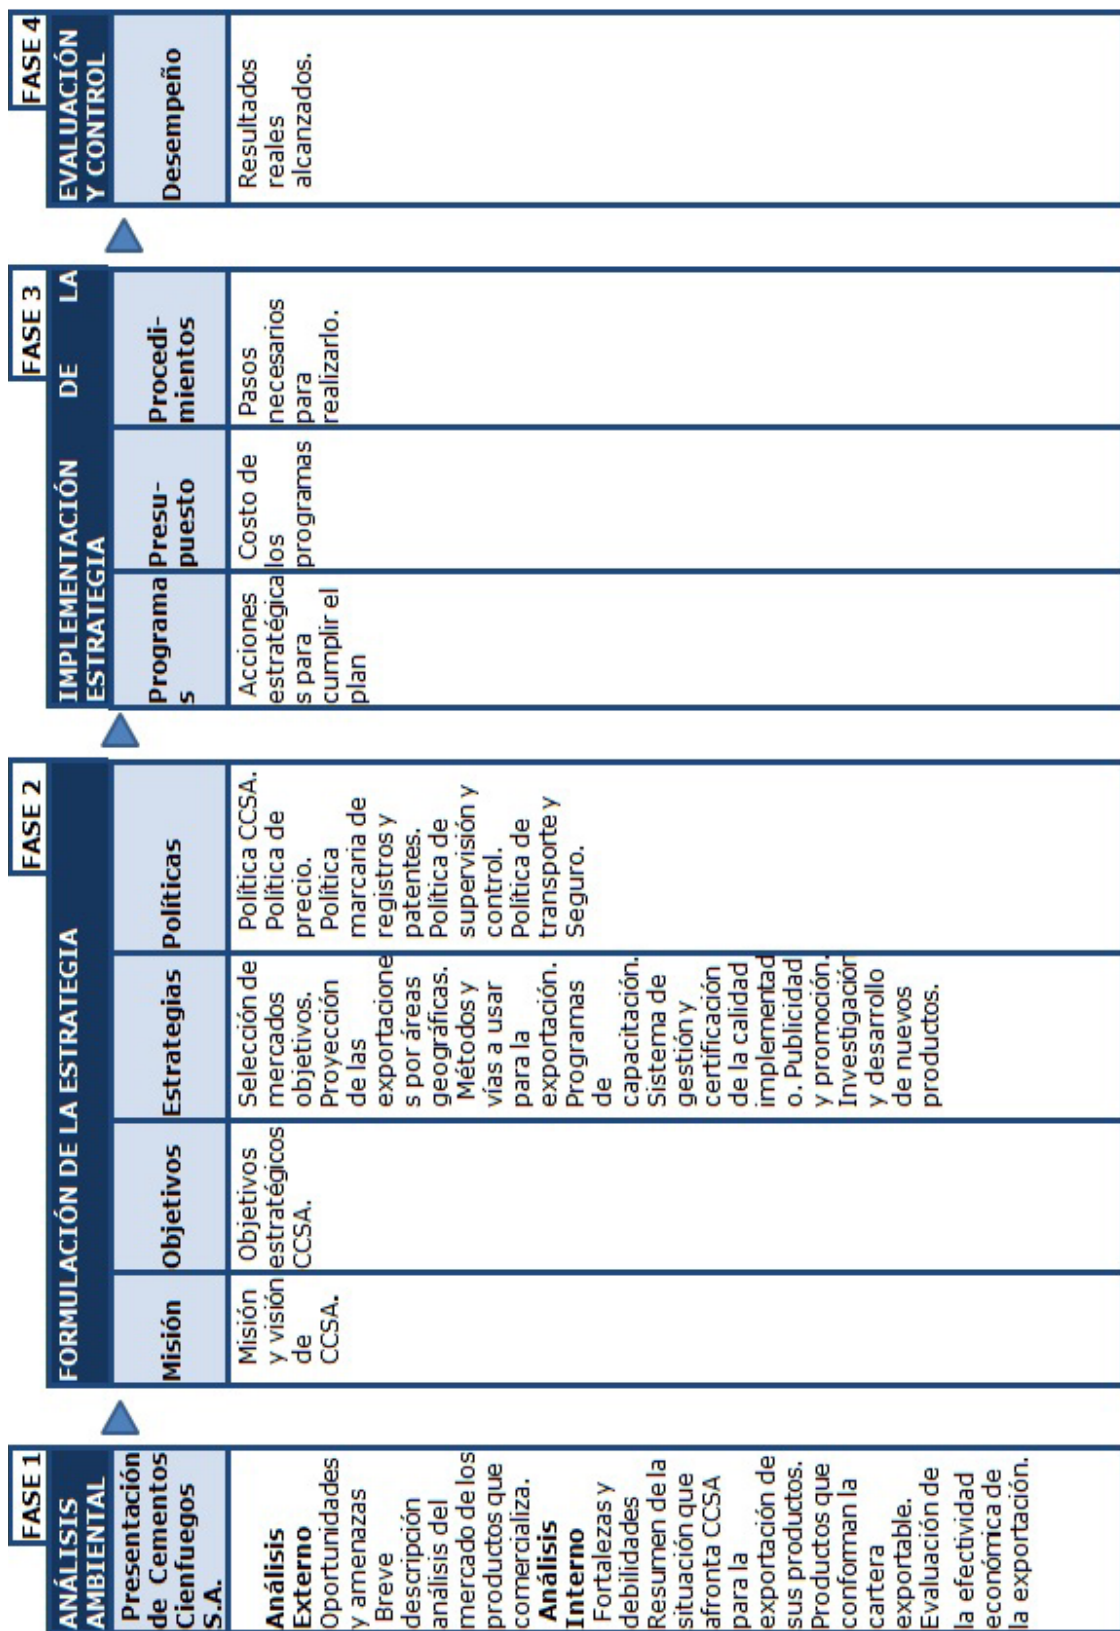 FASE 1
ANÁLISIS
AMBIENTAL
Presentación
de Cementos
Cienfuegos
S.A.
Análisis
Externo
Oportunidades
y amenazas
Breve
descripción
análisis del
mercado de los
productos que
comercializa.
Análisis
Interno
Fortalezas y
debilidades
Resumen de la
situación que
afronta CCSA
para la
exportación de
sus productos.
Productos que
conforman la
cartera
exportable.
Evaluación de
la efectividad
económica de
la exportación.
FASE 2
FORMULACIÓN DE LA ESTRATEGIA
Misión
Misión
y visión
de
CCSA.
Objetivos
Objetivos
estratégicos
CCSA.
Estrategias
Selección de
mercados
objetivos.
Proyección
de las
exportacione
s por áreas
geográficas.
Métodos y
vías a usar
para la
exportación.
Programas
de
capacitación.
Sistema de
gestión y
certificación
de la calidad
implementad
o. Publicidad
y promoción.
Investigación
y desarrollo
de nuevos
productos.
Políticas
Política CCSA.
Política de
precio.
Política
marcaria de
registros y
patentes.
Política de
supervisión y
control.
Política de
transporte y
Seguro.
FASE 3
IMPLEMENTACIÓN DE LA
ESTRATEGIA
Programa
s
Acciones
estratégica
s para
cumplir el
plan
Presu-
puesto
Costo de
los
programas
Procedi-
mientos
Pasos
necesarios
para
realizarlo.
FASE 4
EVALUACIÓN
Y CONTROL
Desempeño
Resultados
reales
alcanzados.